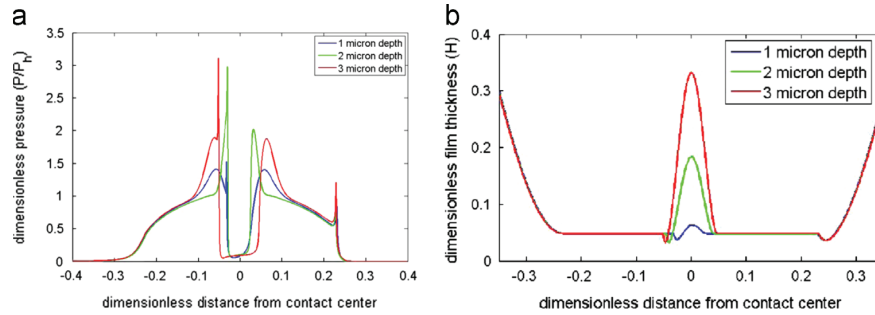 a
3.5
3
2.5
2
1.5
1
0.5
0
-0.4 -0.3 -0.2 -0.1 0 0.1 0.2 0.3 0.4
dimensionless pressure (P/Ph)
dimensionless distance from contact center
1 micron depth
2 micron depth
3 micron depth
b
0.4
0.3
0.2
0.1
0
-0.3 -0.2 -0.1 0 0.1 0.2 0.3
dimensionless film thickness (H)
dimensionless distance from contact center
1 micron depth
2 micron depth
3 micron depth